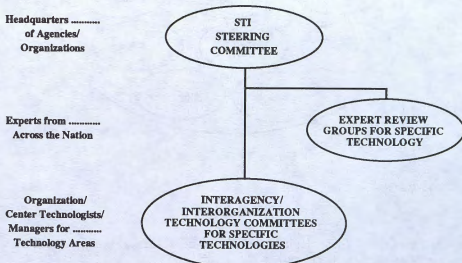 Headquarters ............
of Agencies/
Organizations
STI
STEERING
COMMITTEE
Experts from ............
Across the Nation
EXPERT REVIEW
GROUPS FOR SPECIFIC
TECHNOLOGY
Organization/
Center Technologists/
Managers for ............
Technology Areas
INTERAGENCY/
INTERORGANIZATION
TECHNOLOGY COMMITTEES
FOR SPECIFIC
TECHNOLOGIES